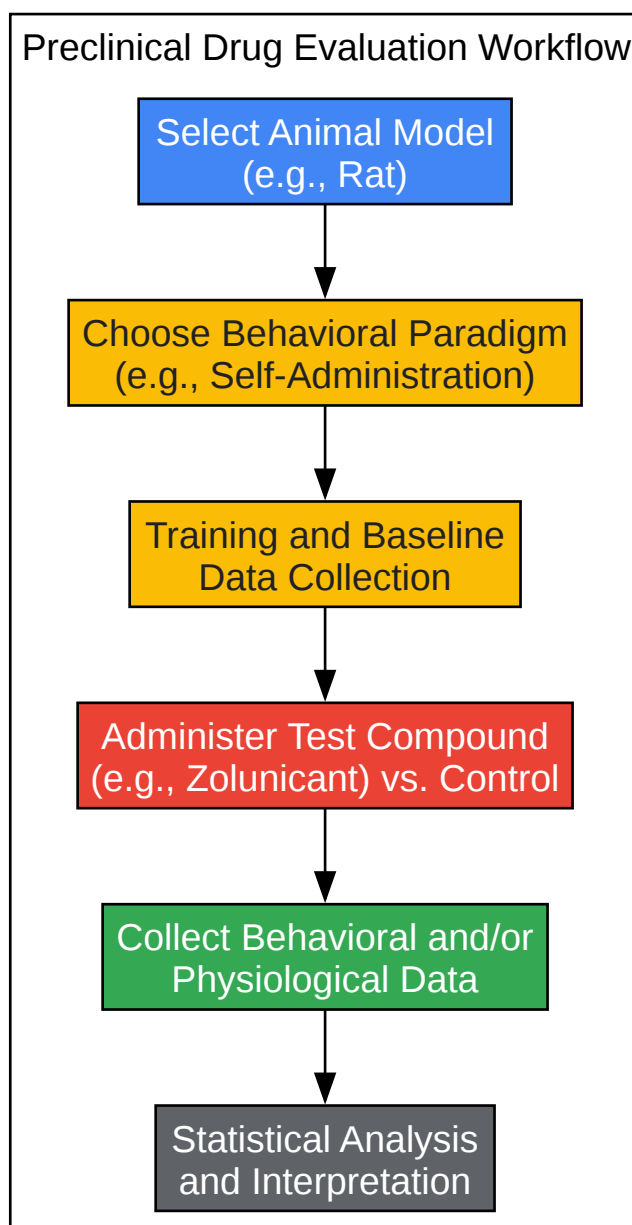 Preclinical Drug Evaluation Workflow
Select Animal Model
(e.g., Rat)
Choose Behavioral Paradigm
(e.g., Self-Administration)
Training and Baseline
Data Collection
Administer Test Compound
(e.g., Zolunicant) vs. Control
Collect Behavioral and/or
Physiological Data
Statistical Analysis
and Interpretation